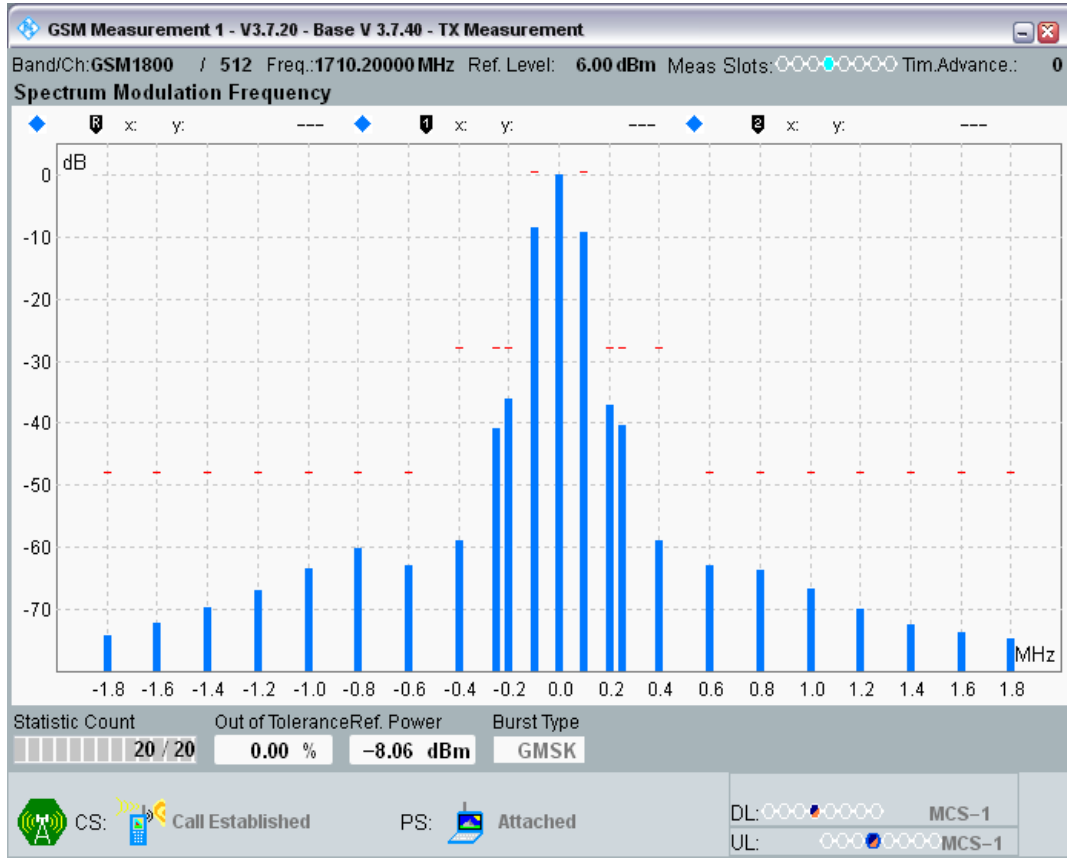 GSM Measurement 1 - V3.7.20 - Base V 3.7.40 - TX Measurement
Band/Ch:GSM1800 / 512 Freq.:1710.20000 MHz Ref. Level: 6.00 dBm Meas Slots: Tim.Advance.: 0
Spectrum Modulation Frequency
R x: y: --- 1 x: y: --- 2 x: y: ---
dB
0
-10
-20
-30
-40
-50
-60
-70
MHz
-1.8 -1.6 -1.4 -1.2 -1.0 -0.8 -0.6 -0.4 -0.2 0.0 0.2 0.4 0.6 0.8 1.0 1.2 1.4 1.6 1.8
Statistic Count Out of Tolerance Ref. Power Burst Type
20 / 20 0.00 % −8.06 dBm GMSK
CS: Call Established PS: Attached
DL: MCS−1
UL: MCS−1